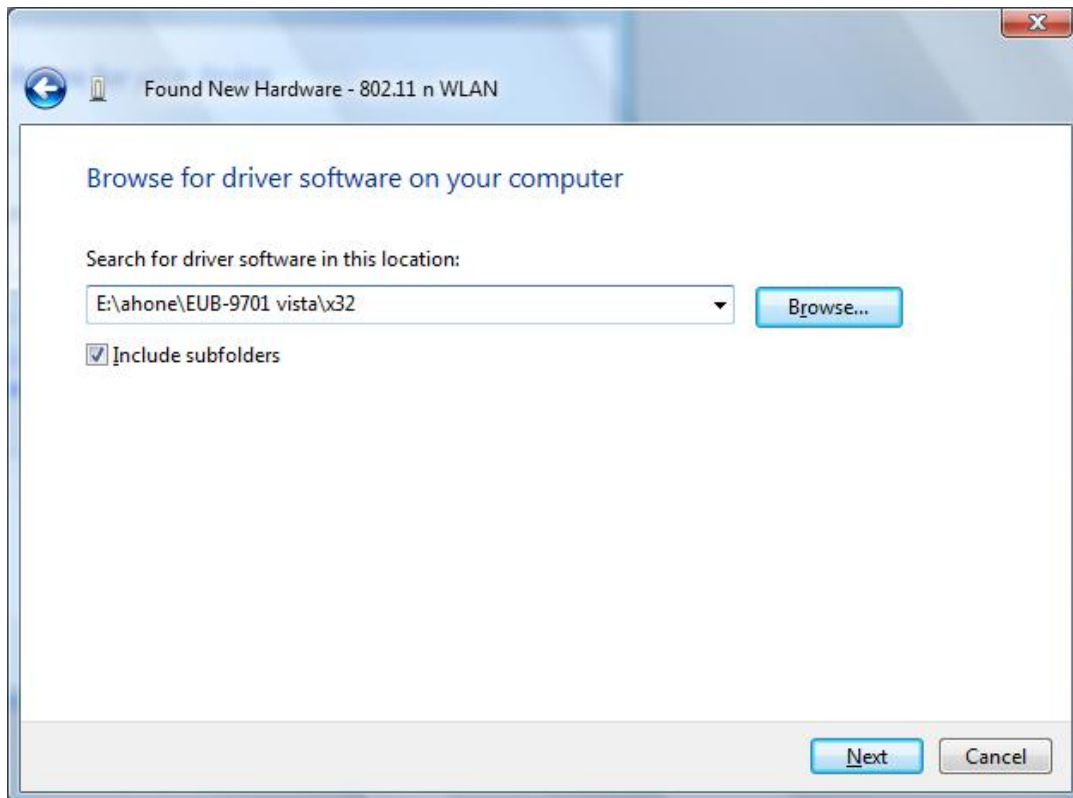 Found New Hardware - 802.11 n WLAN
Browse for driver software on your computer
Search for driver software in this location:
E:\ahone\EUB-9701 vista\x32
Browse...
Include subfolders
Next
Cancel